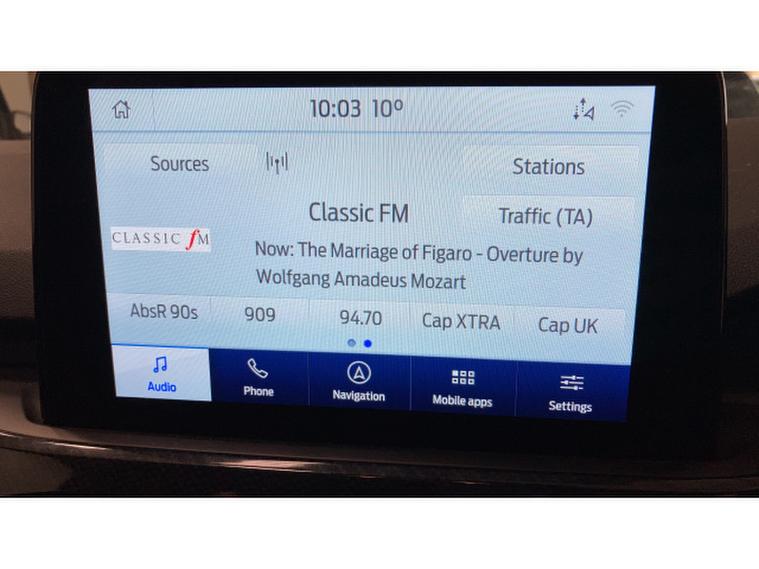 10:03 10°
Sources
Stations
Classic FM
Traffic (TA)
CLASSIC fM
Now: The Marriage of Figaro - Overture by
Wolfgang Amadeus Mozart
AbsR 90s 909 94.70 Cap XTRA Cap UK
Audio Phone Navigation Mobile apps Settings